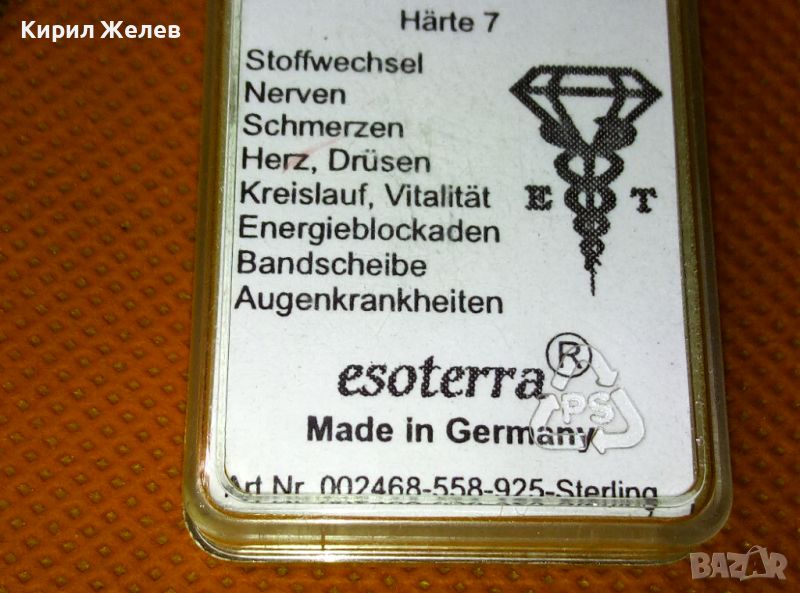 Кирил Желев
Härte 7
Stoffwechsel
Nerven
Schmerzen
Herz, Drüsen
Kreislauf, Vitalität
Energieblockaden
Bandscheibe
Augenkrankheiten
E T
esoterra®
PS
Made in Germany
Art Nr. 002468-558-925-Sterling
BAZAR